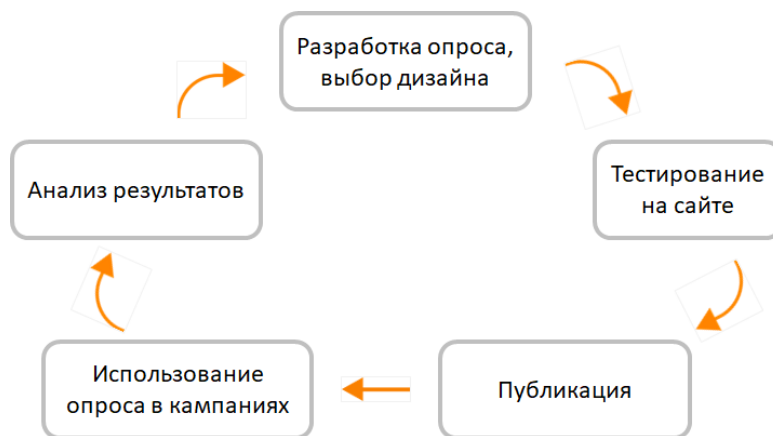 Разработка опроса,
выбор дизайна
Тестирование
на сайте
Публикация
Использование
опроса в кампаниях
Анализ результатов